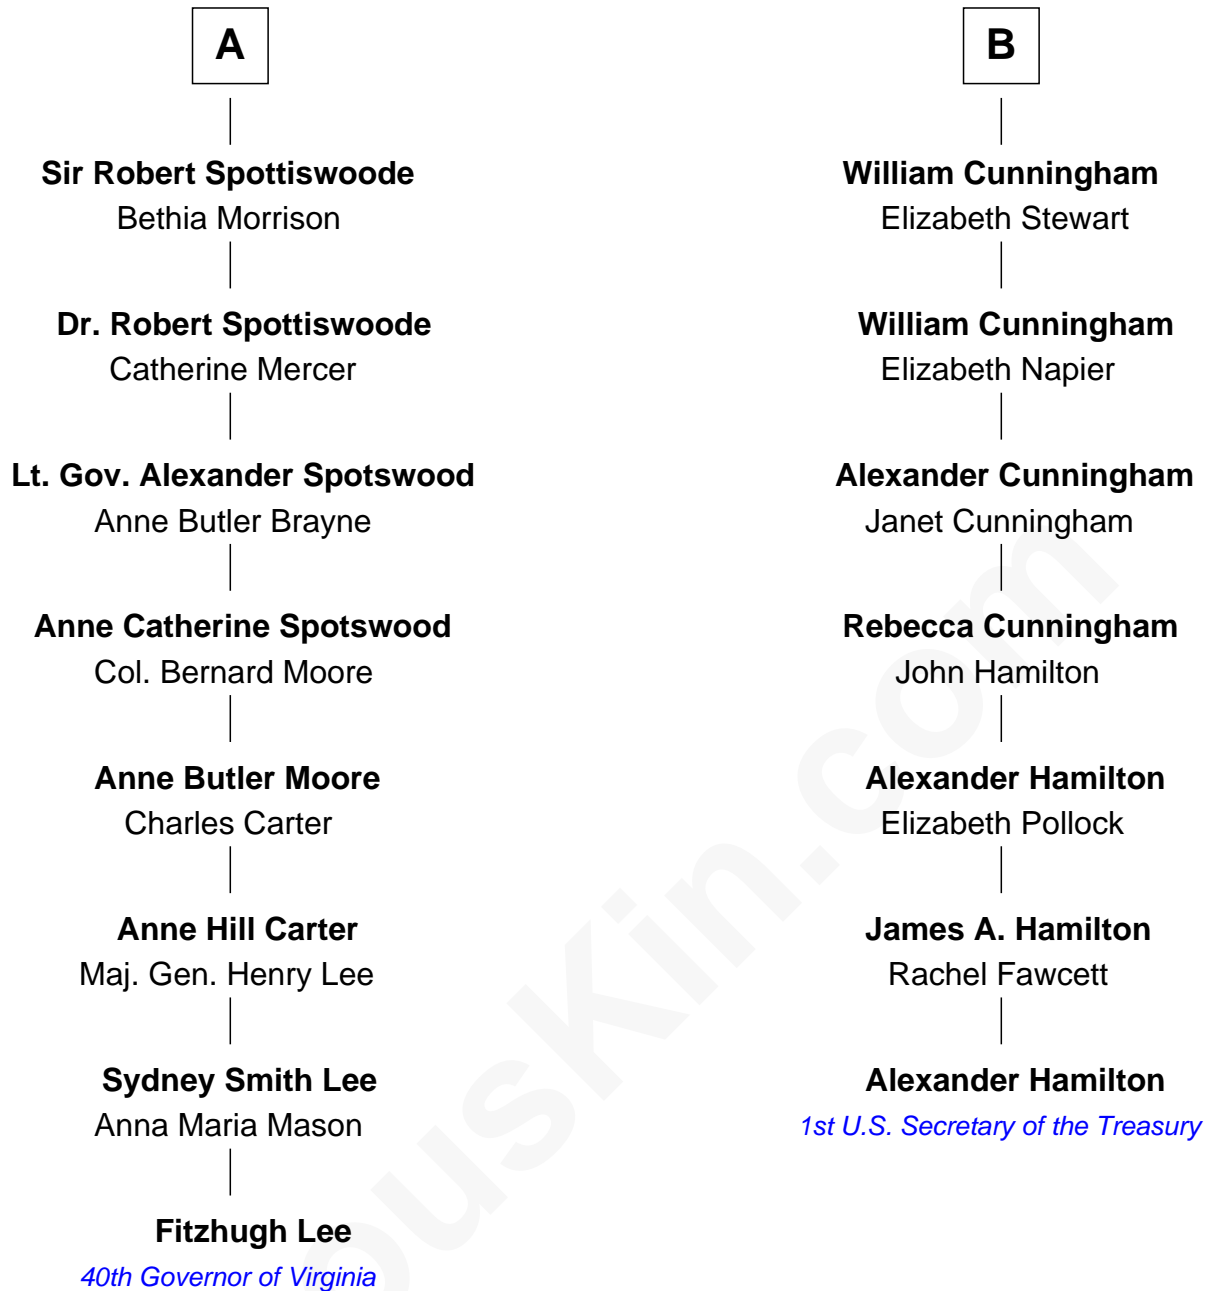 A
Sir Robert Spottiswoode
Bethia Morrison
Dr. Robert Spottiswoode
Catherine Mercer
Lt. Gov. Alexander Spotswood
Anne Butler Brayne
Anne Catherine Spotswood
Col. Bernard Moore
Anne Butler Moore
Charles Carter
Anne Hill Carter
Maj. Gen. Henry Lee
Sydney Smith Lee
Anna Maria Mason
Fitzhugh Lee
40th Governor of Virginia
B
William Cunningham
Elizabeth Stewart
William Cunningham
Elizabeth Napier
Alexander Cunningham
Janet Cunningham
Rebecca Cunningham
John Hamilton
Alexander Hamilton
Elizabeth Pollock
James A. Hamilton
Rachel Fawcett
Alexander Hamilton
1st U.S. Secretary of the Treasury
ousKin.com